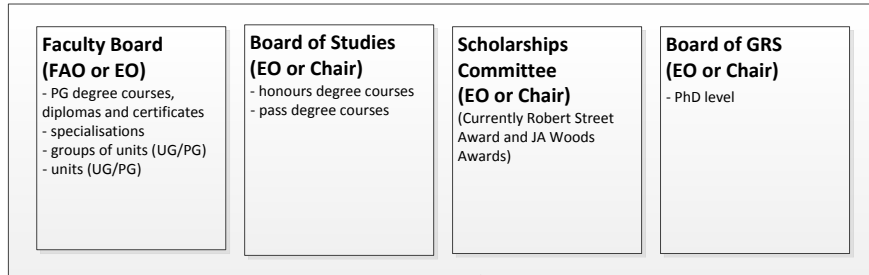 Faculty Board
(FAO or EO)
- PG degree courses,
diplomas and certificates
- specialisations
- groups of units (UG/PG)
- units (UG/PG)
Board of Studies
(EO or Chair)
- honours degree courses
- pass degree courses
Scholarships
Committee
(EO or Chair)
(Currently Robert Street
Award and JA Woods
Awards)
Board of GRS
(EO or Chair)
- PhD level